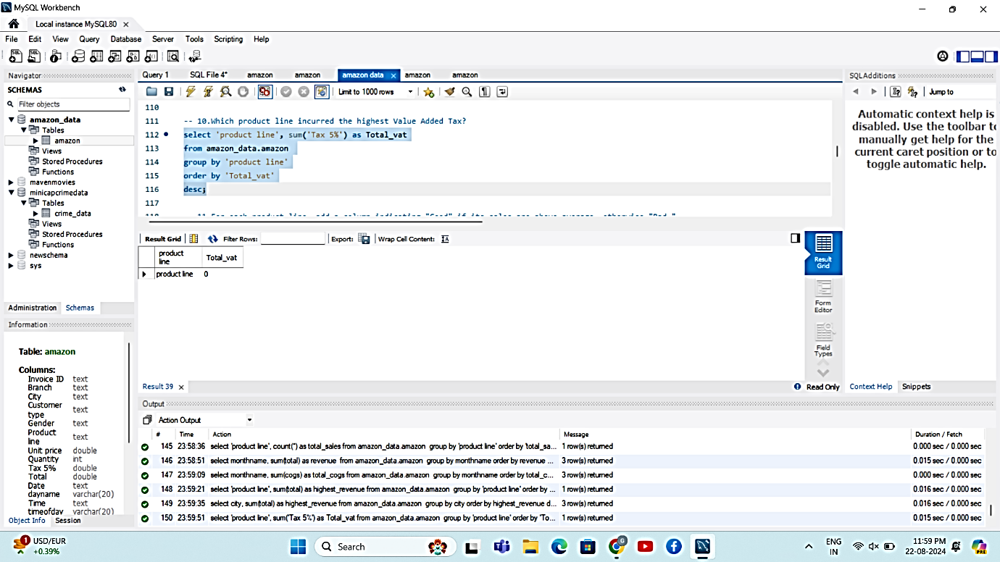 MySQL Workbench
Local instance MySQL80
File Edit View Query Database Server Tools Scripting Help
Navigator
SCHEMAS
Filter objects
amazon_data
Tables
amazon
Views
Stored Procedures
Functions
mavenmovies
minicapcrimedata
Tables
crime_data
Views
Stored Procedures
Functions
newschema
sys
Administration Schemas
Information
Table: amazon
Columns:
Invoice ID text
Branch text
City text
Customer type text
Gender text
Product line text
Unit price double
Quantity int
Tax 5% double
Total double
Date text
dayname varchar(20)
Time text
timeofday varchar(20)
Object Info Session
Query 1 SQL File 4* amazon amazon amazon data amazon amazon
Limit to 1000 rows
110
111 -- 10.Which product line incurred the highest Value Added Tax?
112 select 'product line', sum('Tax 5%') as Total_vat
113 from amazon_data.amazon
114 group by 'product line'
115 order by 'Total_vat'
116 desc;
117
Result Grid Filter Rows: Export: Wrap Cell Content:
product line Total_vat
product line 0
Result Grid
Form Editor
Field Types
Result 39
Read Only
SQLAdditions
Jump to
Automatic context help is
disabled. Use the toolbar to
manually get help for the
current caret position or to
toggle automatic help.
Context Help Snippets
Output
Action Output
# Time Action Message Duration / Fetch
145 23:58:36 select 'product line', count(*) as total_sales from amazon_data.amazon group by 'product line' order by 'total_sa... 1 row(s) returned 0.000 sec / 0.000 sec
146 23:58:51 select monthname, sum(total) as revenue from amazon_data.amazon group by monthname order by revenue ... 3 row(s) returned 0.015 sec / 0.000 sec
147 23:59:09 select monthname, sum(cogs) as total_cogs from amazon_data.amazon group by monthname order by total_c... 3 row(s) returned 0.000 sec / 0.000 sec
148 23:59:21 select 'product line', sum(total) as highest_revenue from amazon_data.amazon group by 'product line' order by ... 1 row(s) returned 0.016 sec / 0.000 sec
149 23:59:35 select city, sum(total) as highest_revenue from amazon_data.amazon group by city order by highest_revenue d... 3 row(s) returned 0.016 sec / 0.000 sec
150 23:59:51 select 'product line', sum('Tax 5%') as Total_vat from amazon_data.amazon group by 'product line' order by 'To... 1 row(s) returned 0.015 sec / 0.000 sec
1 USD/EUR
+0.39%
Search
ENG
IN
11:59 PM
22-08-2024
PRE